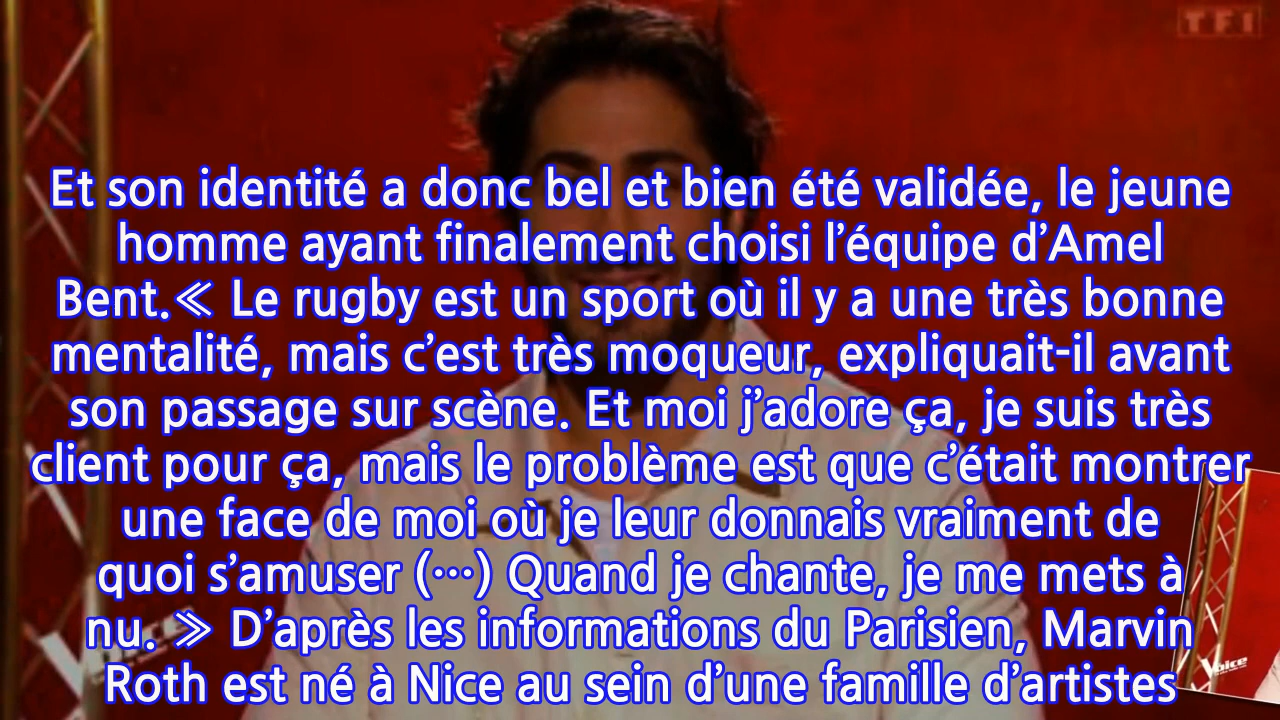 TF1
Et son identité a donc bel et bien été validée, le jeune
homme ayant finalement choisi l’équipe d’Amel
Bent.≪ Le rugby est un sport où il y a une très bonne
mentalité, mais c’est très moqueur, expliquait-il avant
son passage sur scène. Et moi j’adore ça, je suis très
client pour ça, mais le problème est que c’était montrer
une face de moi où je leur donnais vraiment de
quoi s’amuser (⋯) Quand je chante, je me mets à
nu. ≫ D’après les informations du Parisien, Marvin
Roth est né à Nice au sein d’une famille d’artistes
Voice